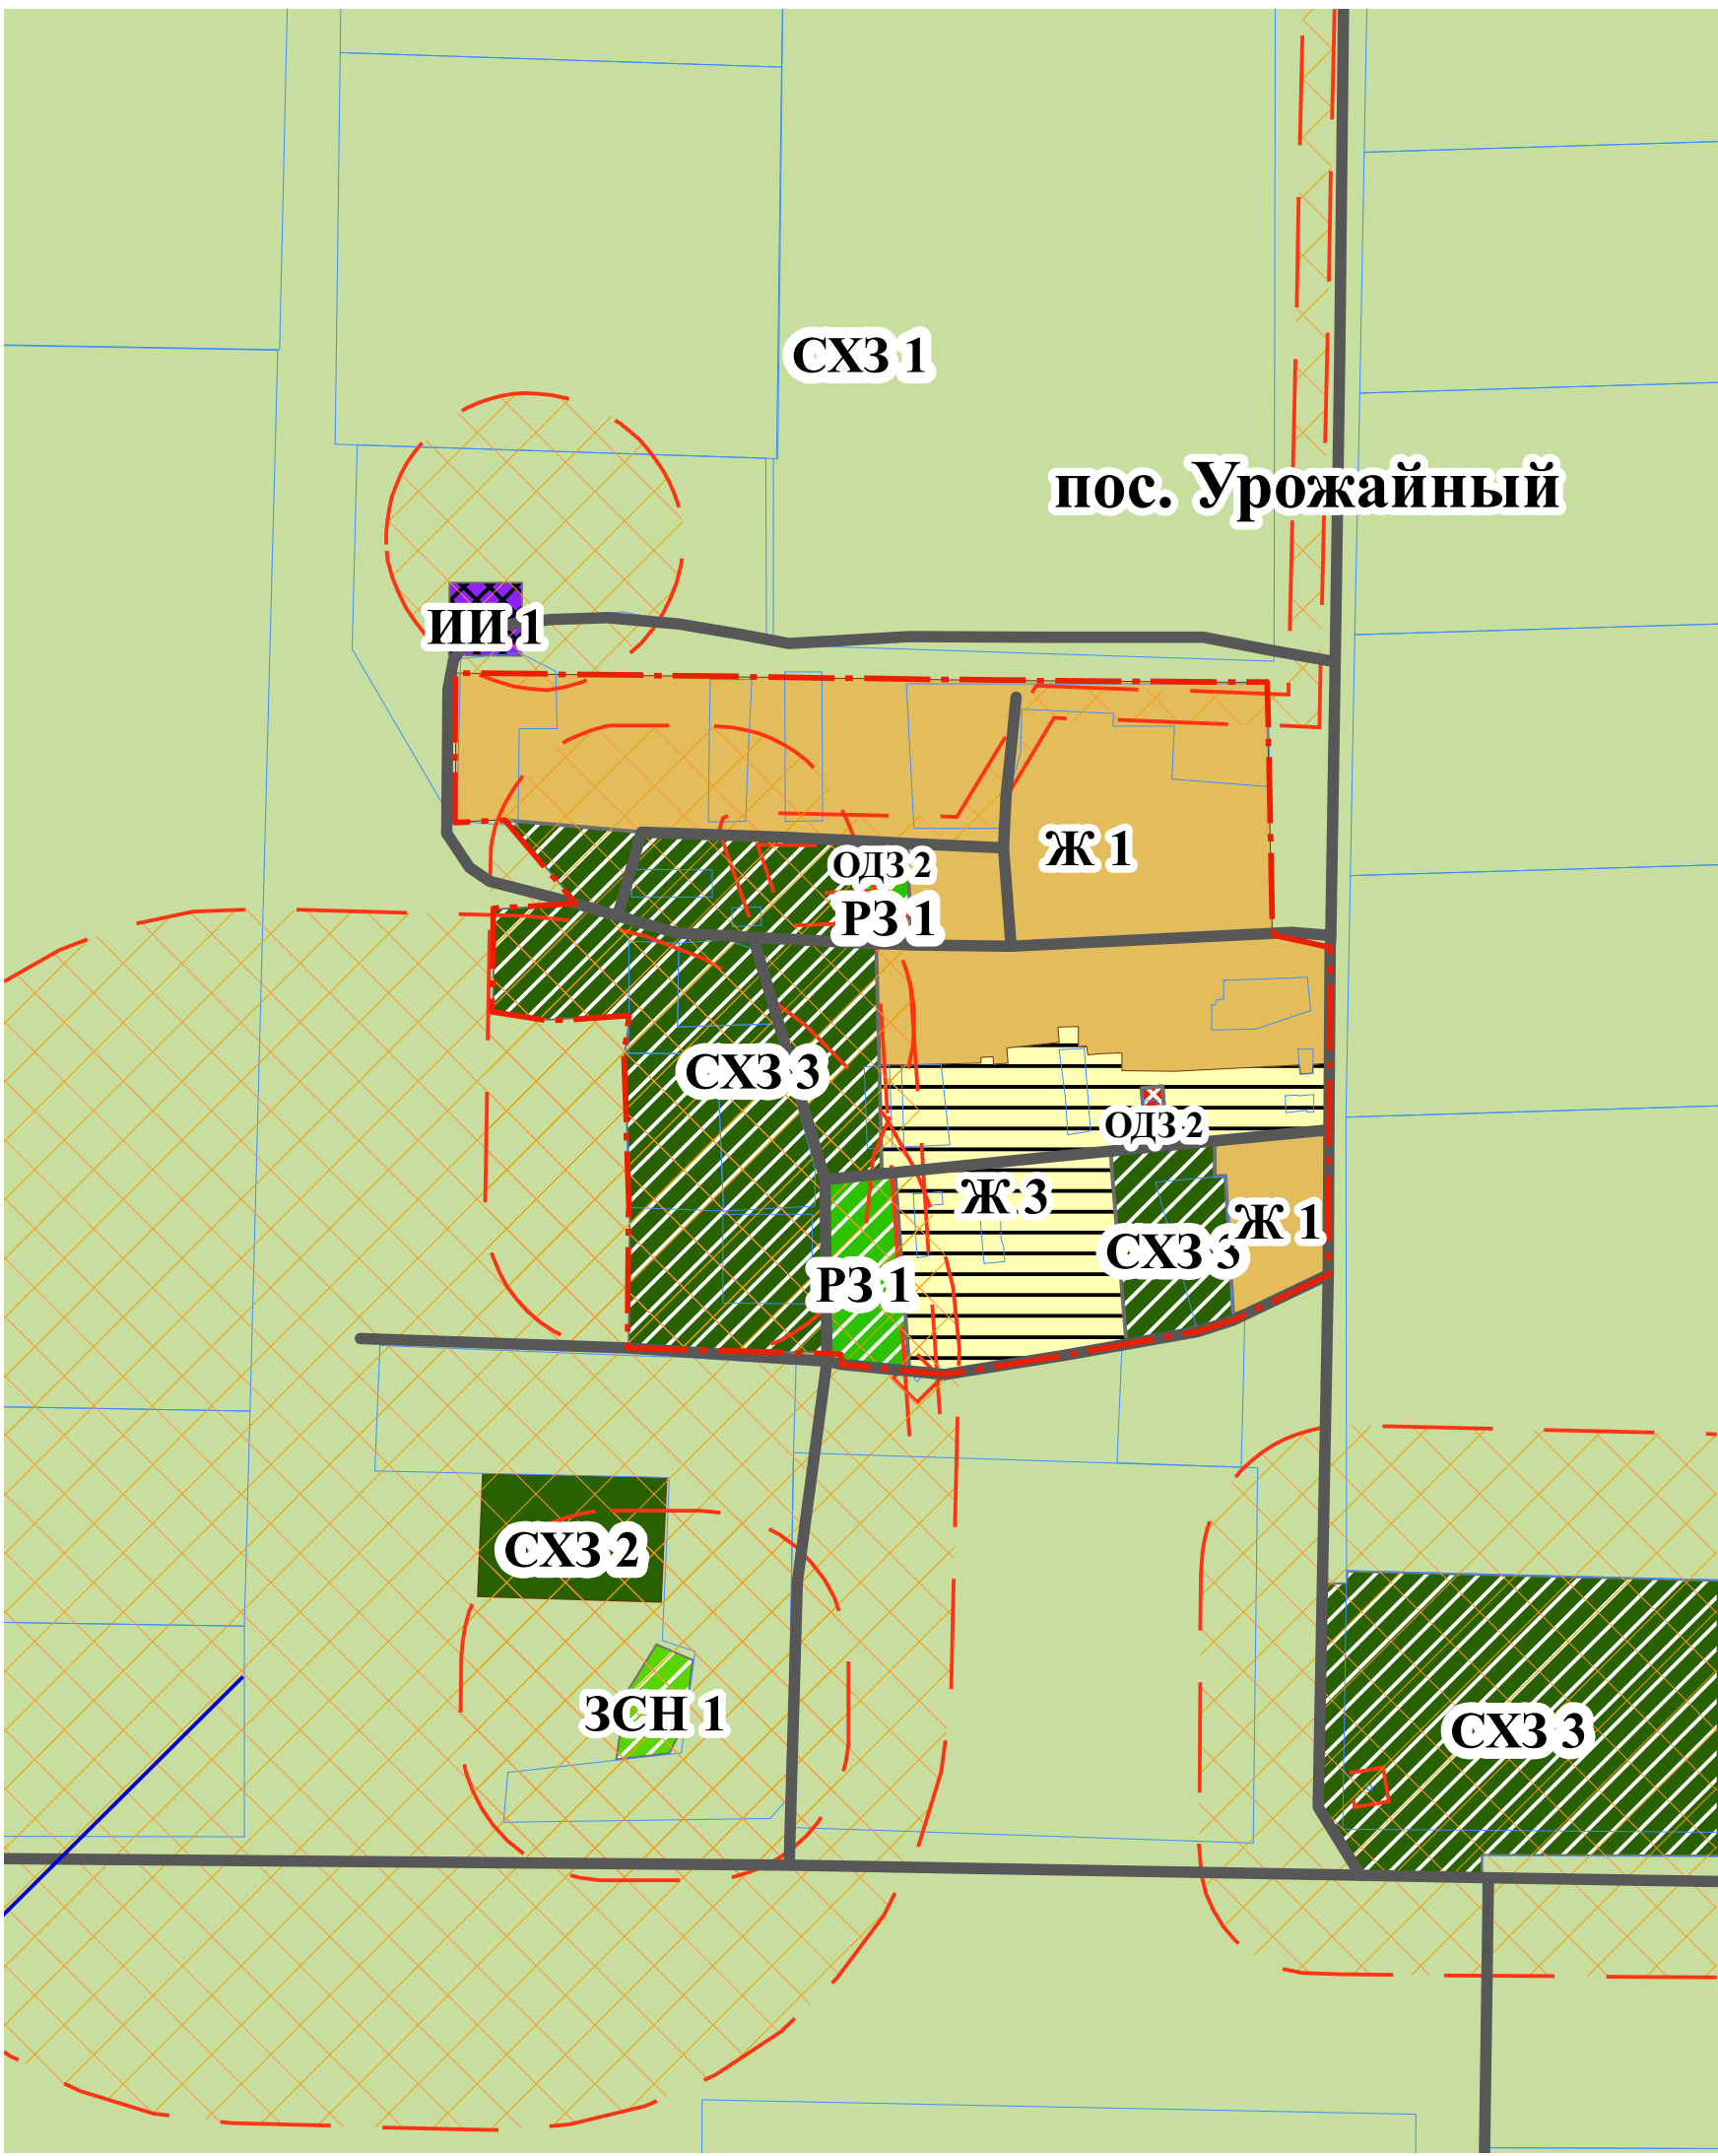 СХЗ 1
пос. Урожайный
ИИ 1
Ж 1
ОДЗ 2
РЗ 1
СХЗ 3
ОДЗ 2
Ж 3
Ж 1
СХЗ 3
РЗ 1
СХЗ 2
ЗСН 1
СХЗ 3